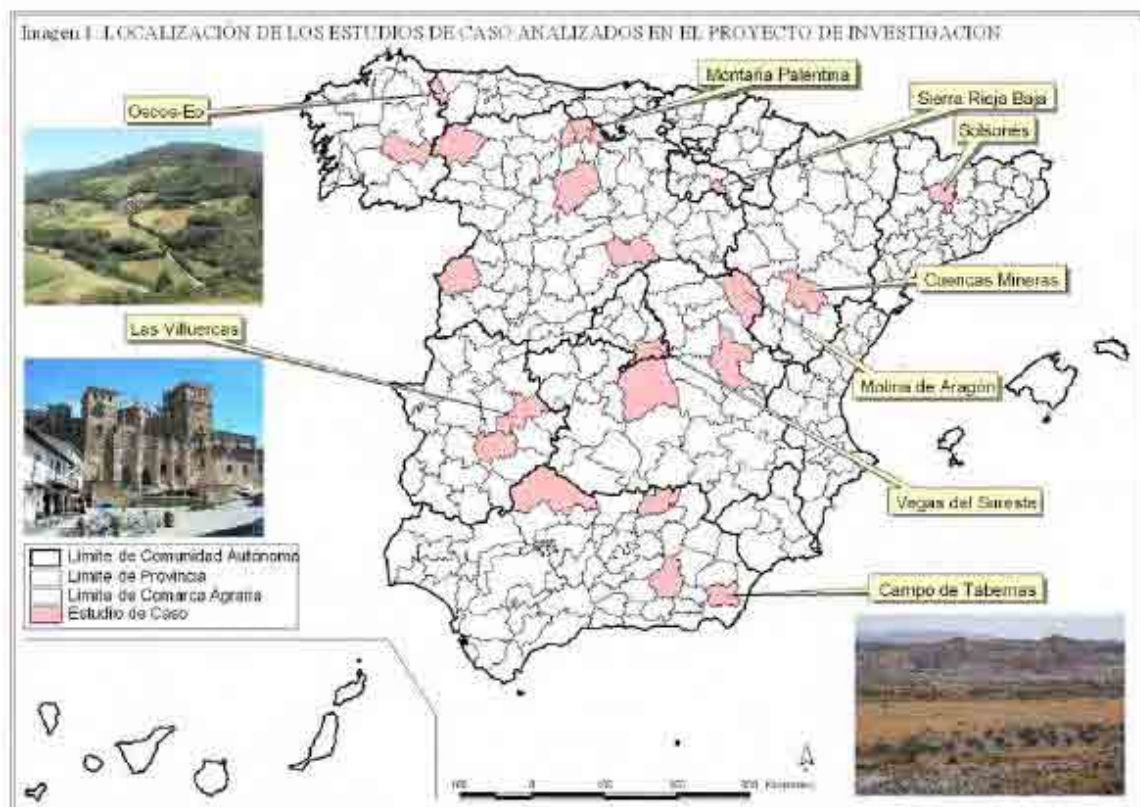 Imagen 1. LOCALIZACIÓN DE LOS ESTUDIOS DE CASO ANALIZADOS EN EL PROYECTO DE INVESTIGACION
Montaña Palentina
Oscos-Eo
Sierra Rioja Baja
Solsonés
Cuencas Mineras
Las Villuercas
Molina de Aragón
Vegas del Sureste
Límite de Comunidad Autónoma
Límite de Provincia
Límite de Comarca Agraria
Estudio de Caso
Campo de Tabernas